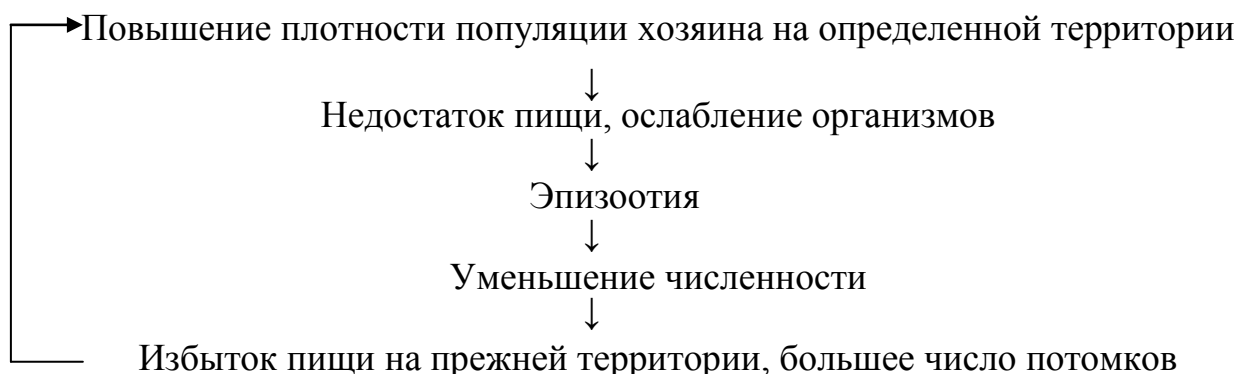 Повышение плотности популяции хозяина на определенной территории
Недостаток пищи, ослабление организмов
Эпизоотия
Уменьшение численности
Избыток пищи на прежней территории, большее число потомков